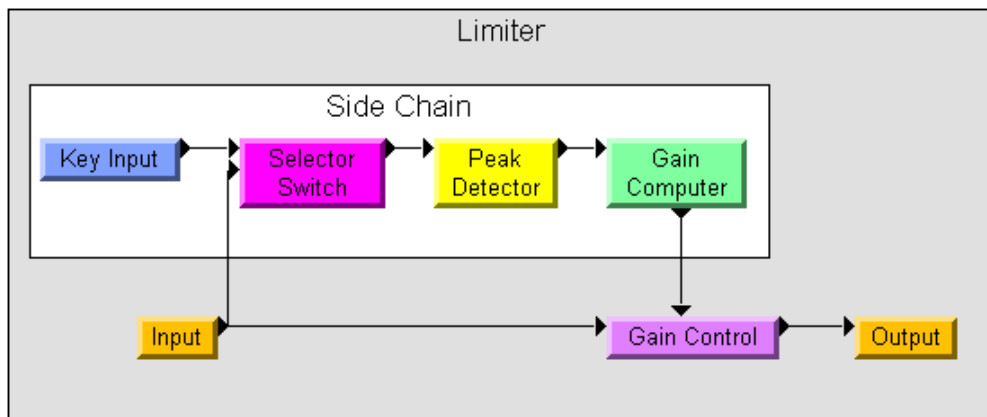 Limiter
Side Chain
Key Input
Selector
Switch
Peak
Detector
Gain
Computer
Input
Gain Control
Output